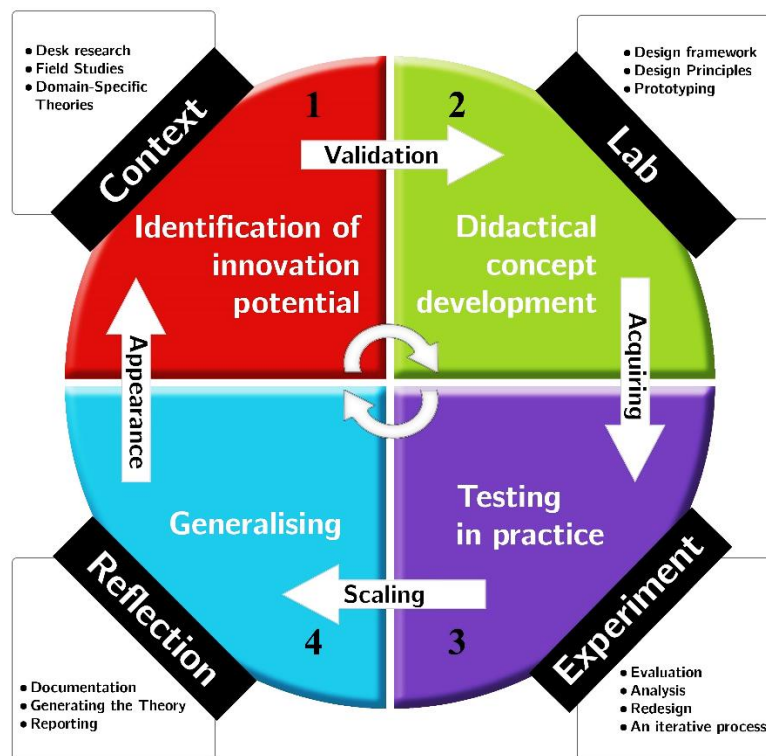 ● Desk research
● Field Studies
● Domain-Specific
Theories
Context
1
Identification of
innovation
potential
Validation
2
Didactical
concept
development
● Design framework
● Design Principles
● Prototyping
Lab
Acquiring
3
Testing
in practice
Experiment
● Evaluation
● Analysis
● Redesign
● An iterative process
Scaling
4
Generalising
Reflection
● Documentation
● Generating the Theory
● Reporting
Appearance